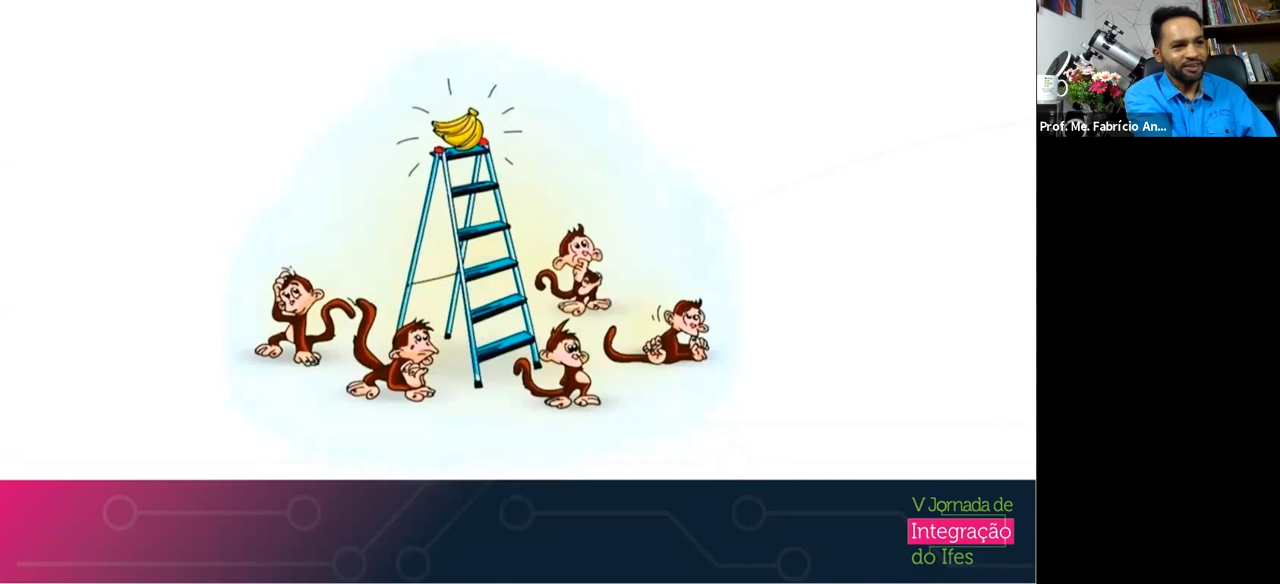 Prof. Me. Fabrício An...
V Jornada de
Integração
do Ifes